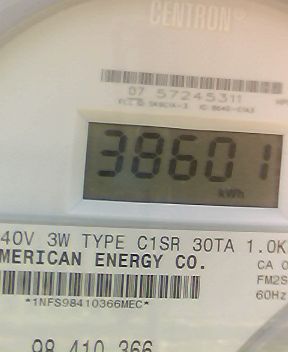 CENTRON®
07 57245311
38601
kWh
40V 3W TYPE C1SR 30TA 1.0K
MERICAN ENERGY CO.
CA 0
FM2S
60Hz
*1NFS98410366MEC*
98 410 366